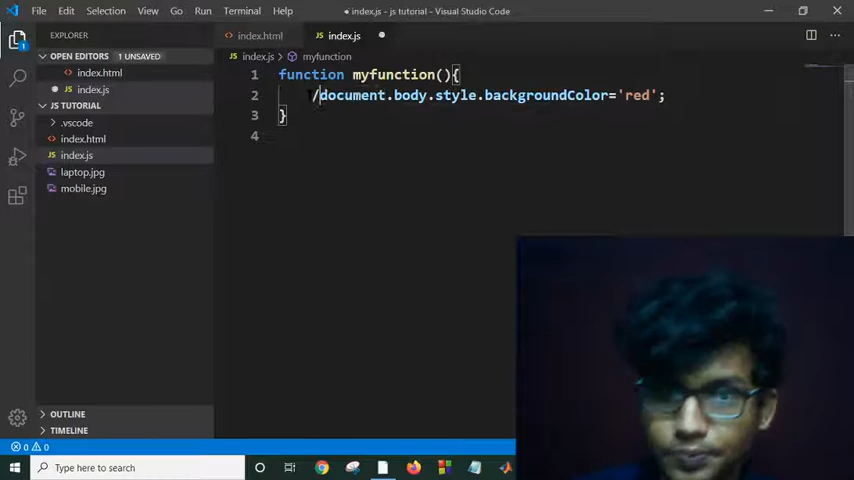 File Edit Selection View Go Run Terminal Help
● index.js - js tutorial - Visual Studio Code
EXPLORER
index.html
index.js
OPEN EDITORS 1 UNSAVED
index.html
index.js
JS TUTORIAL
.vscode
index.html
index.js
laptop.jpg
mobile.jpg
OUTLINE
TIMELINE
index.js > myfunction
1 function myfunction(){
2 /document.body.style.backgroundColor='red';
3 }
4
1
0 0
Type here to search